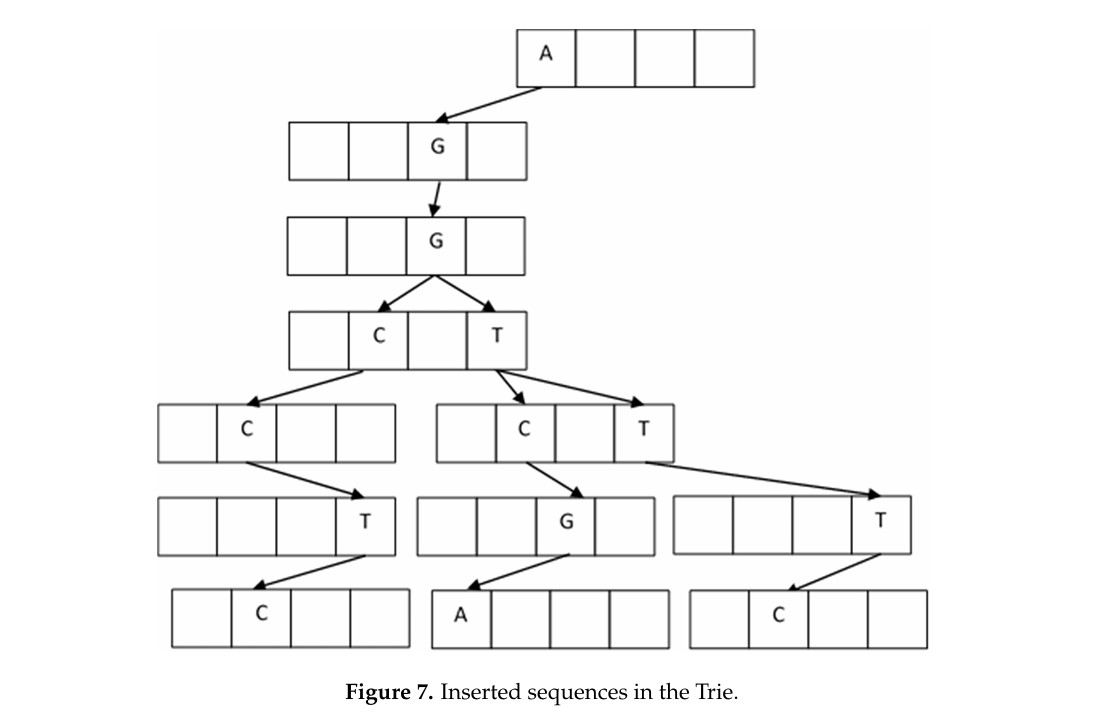 A
G
G
C T
C C T
T G T
C A C
Figure 7. Inserted sequences in the Trie.